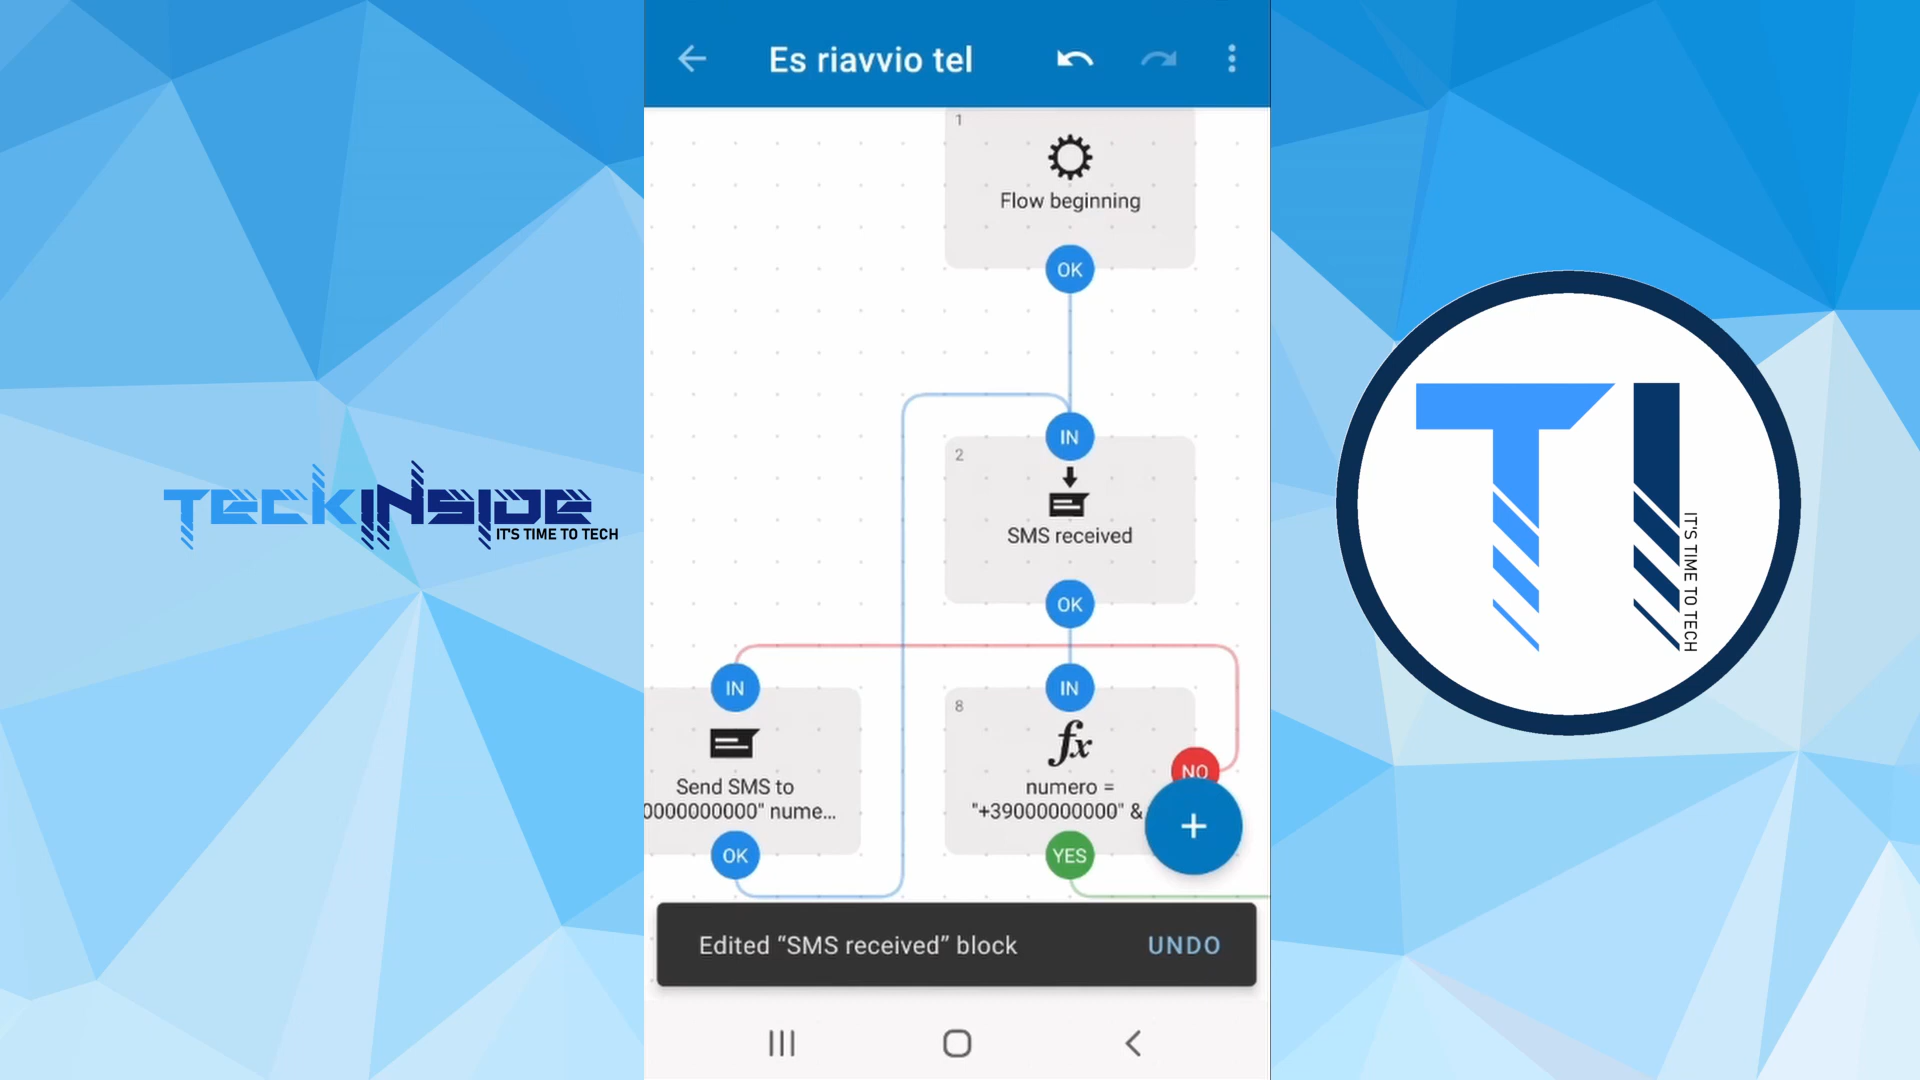 Es riavvio tel
1
Flow beginning
OK
IN
2
SMS received
OK
IN
Send SMS to
0000000000" nume...
OK
IN
8
fx
numero =
"+39000000000" &
NO
YES
+
Edited “SMS received” block
UNDO
TECKINSIDE
IT'S TIME TO TECH
TI
IT'S TIME TO TECH